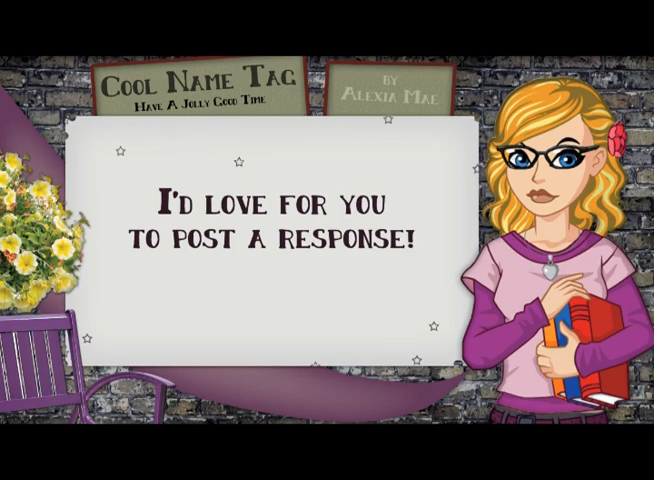 Cool Name Tag
Have A Jolly Good Time
by
Alexia Mae
I'd love for you
to post a response!